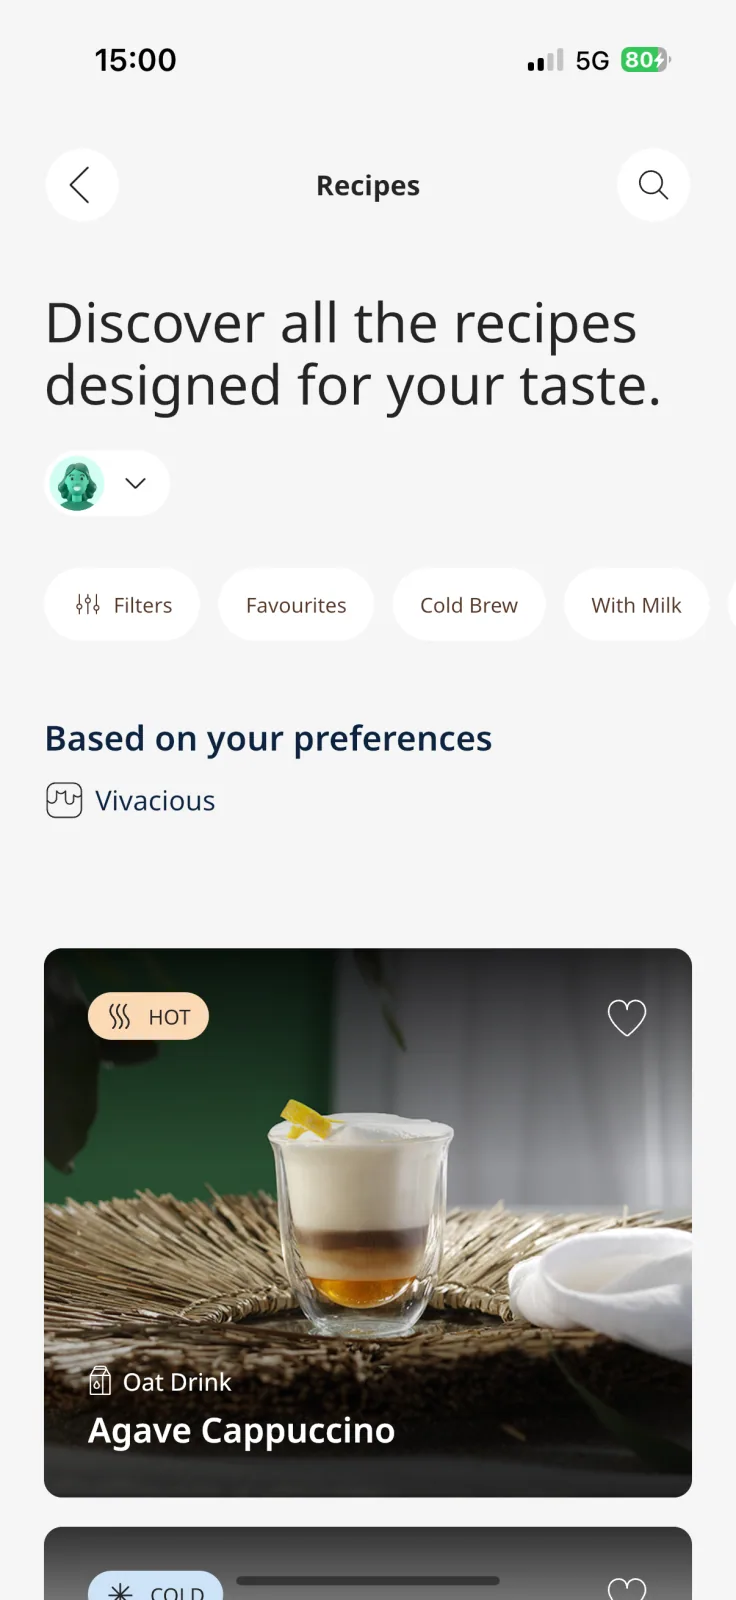 15:00
5G 80
Recipes
Discover all the recipes
designed for your taste.
Filters
Favourites
Cold Brew
With Milk
Based on your preferences
Vivacious
HOT
Oat Drink
Agave Cappuccino
COLD